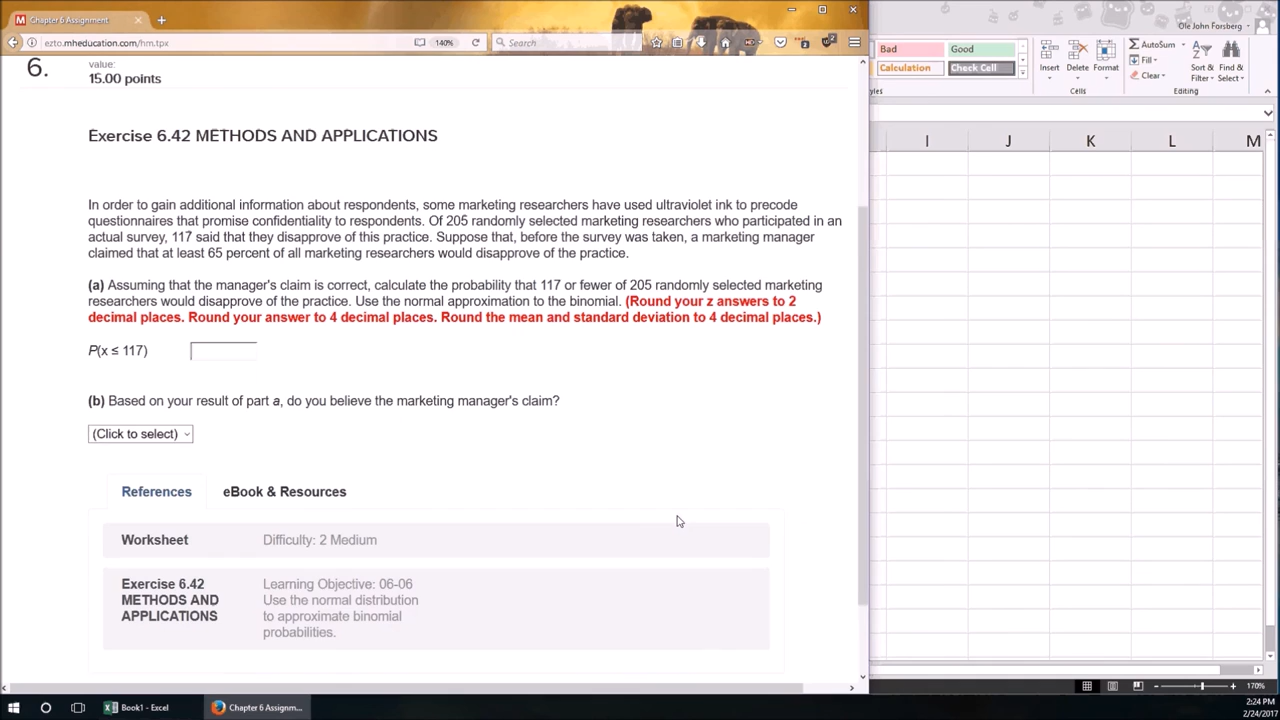 Chapter 6 Assignment
Ole John Forsberg
ezto.mheducation.com/hm.tpx
140%
Search
6.
value:
15.00 points
Exercise 6.42 METHODS AND APPLICATIONS
In order to gain additional information about respondents, some marketing researchers have used ultraviolet ink to precode
questionnaires that promise confidentiality to respondents. Of 205 randomly selected marketing researchers who participated in an
actual survey, 117 said that they disapprove of this practice. Suppose that, before the survey was taken, a marketing manager
claimed that at least 65 percent of all marketing researchers would disapprove of the practice.
(a) Assuming that the manager's claim is correct, calculate the probability that 117 or fewer of 205 randomly selected marketing
researchers would disapprove of the practice. Use the normal approximation to the binomial. (Round your z answers to 2
decimal places. Round your answer to 4 decimal places. Round the mean and standard deviation to 4 decimal places.)
P(x ≤ 117)
(b) Based on your result of part a, do you believe the marketing manager's claim?
(Click to select)
References
eBook & Resources
Worksheet
Difficulty: 2 Medium
Exercise 6.42
METHODS AND
APPLICATIONS
Learning Objective: 06-06
Use the normal distribution
to approximate binomial
probabilities.
Bad
Good
Calculation
Check Cell
yles
Insert
Delete
Format
Cells
AutoSum
Fill
Clear
Sort &
Filter
Find &
Select
Editing
I
J
K
L
M
170%
Book1 - Excel
Chapter 6 Assignm...
2:24 PM
2/24/2017